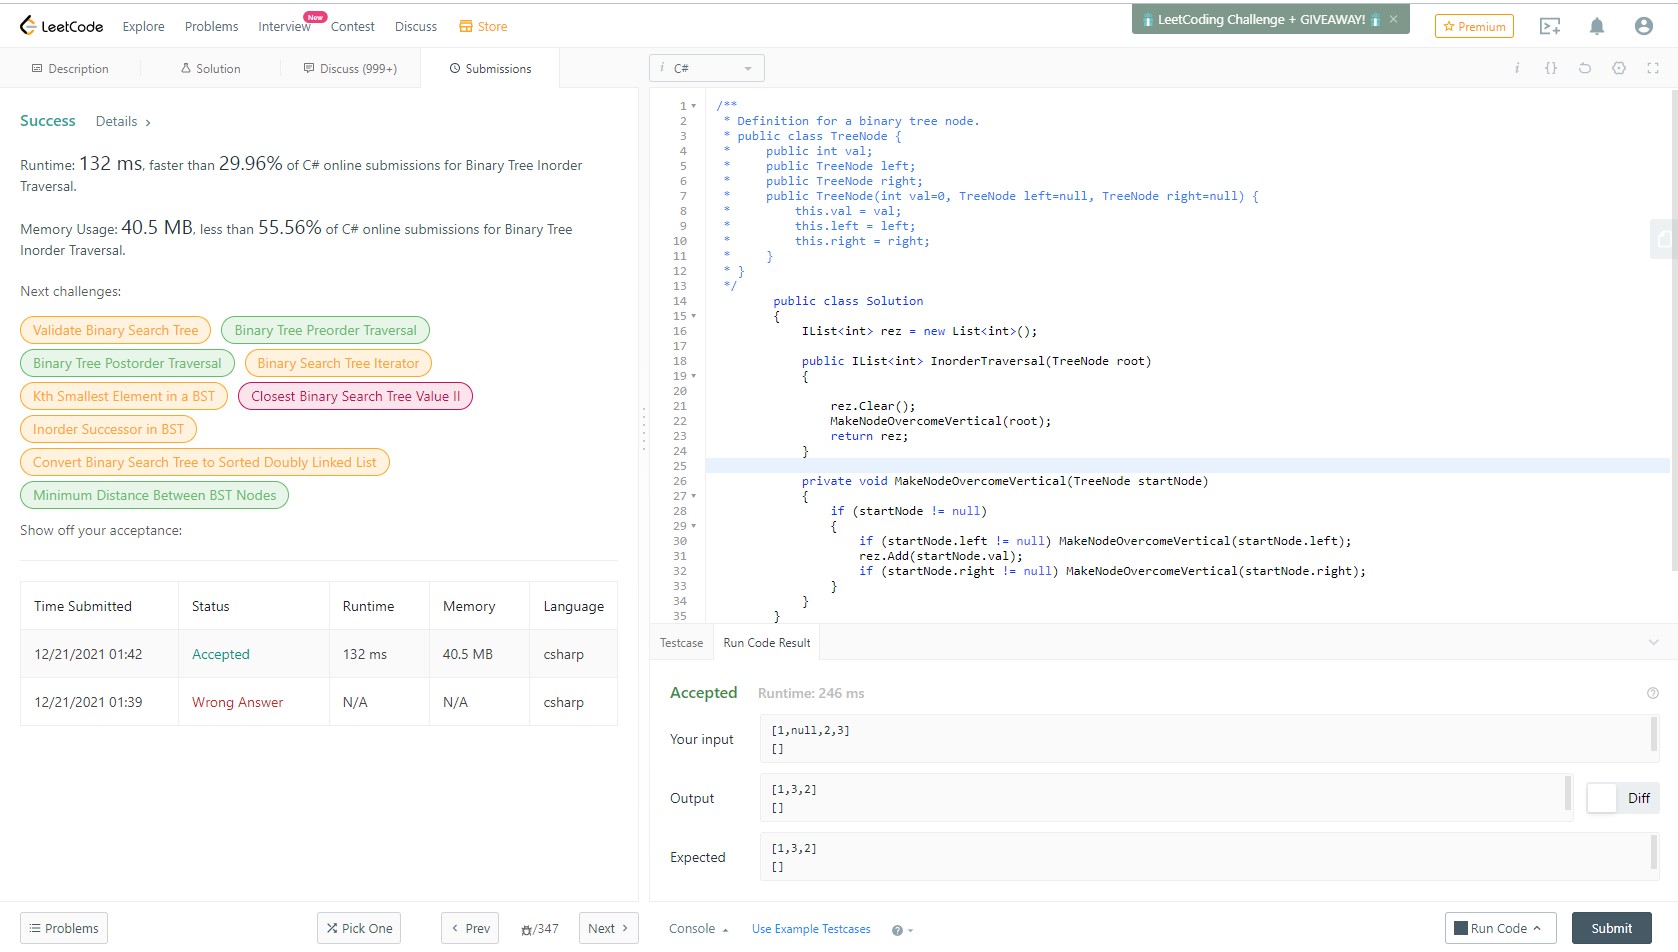 LeetCode Explore Problems Interview New Contest Discuss Store
LeetCoding Challenge + GIVEAWAY! ×
Premium
Description Solution Discuss (999+) Submissions
Success Details >
Runtime: 132 ms, faster than 29.96% of C# online submissions for Binary Tree Inorder
Traversal.
Memory Usage: 40.5 MB, less than 55.56% of C# online submissions for Binary Tree
Inorder Traversal.
Next challenges:
Validate Binary Search Tree Binary Tree Preorder Traversal
Binary Tree Postorder Traversal Binary Search Tree Iterator
Kth Smallest Element in a BST Closest Binary Search Tree Value II
Inorder Successor in BST
Convert Binary Search Tree to Sorted Doubly Linked List
Minimum Distance Between BST Nodes
Show off your acceptance:
Time Submitted Status Runtime Memory Language
12/21/2021 01:42 Accepted 132 ms 40.5 MB csharp
12/21/2021 01:39 Wrong Answer N/A N/A csharp
Problems Pick One < Prev /347 Next >
i C#
i {}
1 /**
2 * Definition for a binary tree node.
3 * public class TreeNode {
4 * public int val;
5 * public TreeNode left;
6 * public TreeNode right;
7 * public TreeNode(int val=0, TreeNode left=null, TreeNode right=null) {
8 * this.val = val;
9 * this.left = left;
10 * this.right = right;
11 * }
12 * }
13 */
14 public class Solution
15 {
16 IList<int> rez = new List<int>();
17
18 public IList<int> InorderTraversal(TreeNode root)
19 {
20
21 rez.Clear();
22 MakeNodeOvercomeVertical(root);
23 return rez;
24 }
25
26 private void MakeNodeOvercomeVertical(TreeNode startNode)
27 {
28 if (startNode != null)
29 {
30 if (startNode.left != null) MakeNodeOvercomeVertical(startNode.left);
31 rez.Add(startNode.val);
32 if (startNode.right != null) MakeNodeOvercomeVertical(startNode.right);
33 }
34 }
35 }
Testcase Run Code Result
Accepted Runtime: 246 ms
Your input
[1,null,2,3]
[]
Output
[1,3,2]
[]
Diff
Expected
[1,3,2]
[]
Console Use Example Testcases ? Run Code Submit